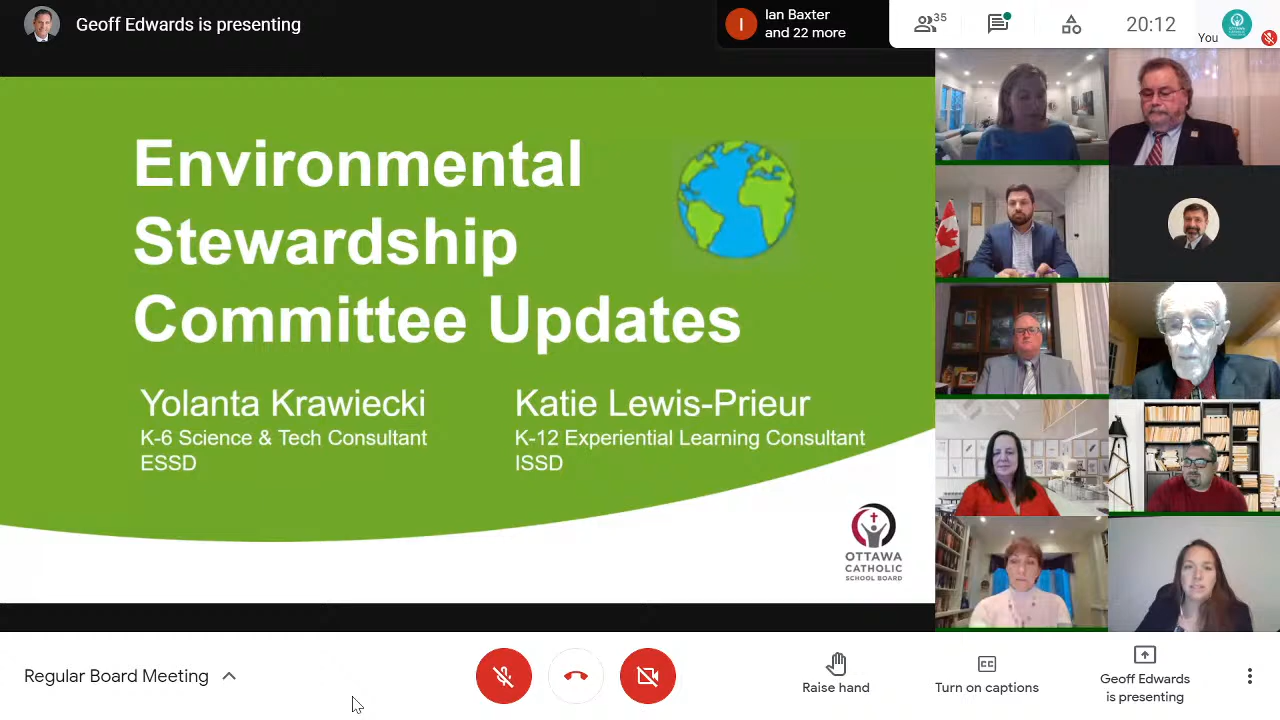 Geoff Edwards is presenting
I
Ian Baxter
and 22 more
35
20:12
You
Environmental
Stewardship
Committee Updates
Yolanta Krawiecki
K-6 Science & Tech Consultant
ESSD
Katie Lewis-Prieur
K-12 Experiential Learning Consultant
ISSD
OTTAWA
CATHOLIC
SCHOOL BOARD
Regular Board Meeting
Raise hand
CC
Turn on captions
Geoff Edwards
is presenting